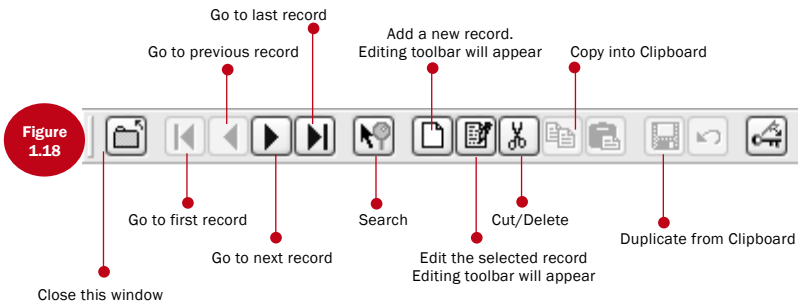 Go to last record
Add a new record.
Editing toolbar will appear
Go to previous record
Copy into Clipboard
Figure
1.18
Go to first record
Search
Cut/Delete
Duplicate from Clipboard
Go to next record
Edit the selected record
Editing toolbar will appear
Close this window